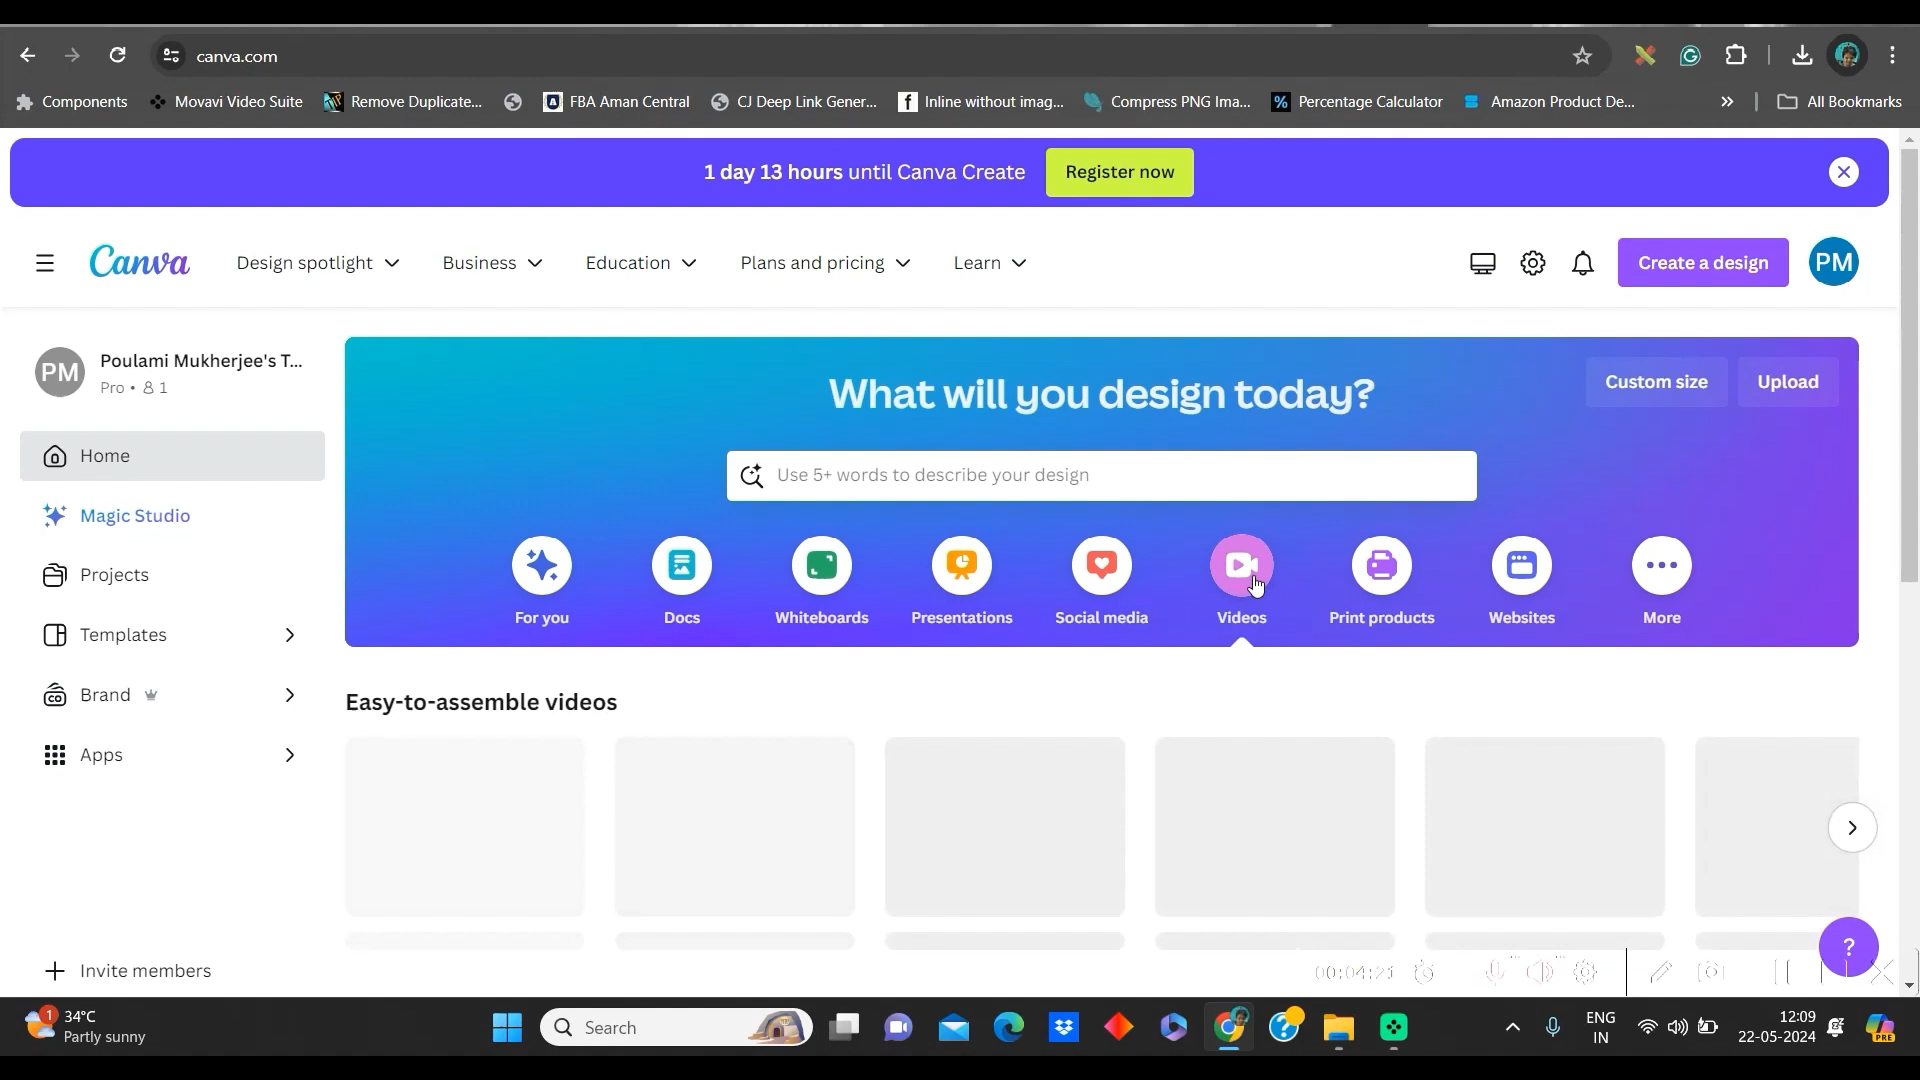 canva.com
Components
Movavi Video Suite
Remove Duplicate...
FBA Aman Central
CJ Deep Link Gener...
Inline without imag...
Compress PNG Ima...
Percentage Calculator
Amazon Product De...
All Bookmarks
1 day 13 hours until Canva Create
Register now
Canva
Design spotlight
Business
Education
Plans and pricing
Learn
Create a design
PM
PM
Poulami Mukherjee's T...
Pro • 1
Home
Magic Studio
Projects
Templates
Brand
Apps
Invite members
What will you design today?
Custom size
Upload
Use 5+ words to describe your design
For you
Docs
Whiteboards
Presentations
Social media
Videos
Print products
Websites
More
Easy-to-assemble videos
?
00:04:21
1
34°C
Partly sunny
Search
ENG
IN
12:09
22-05-2024
PRE